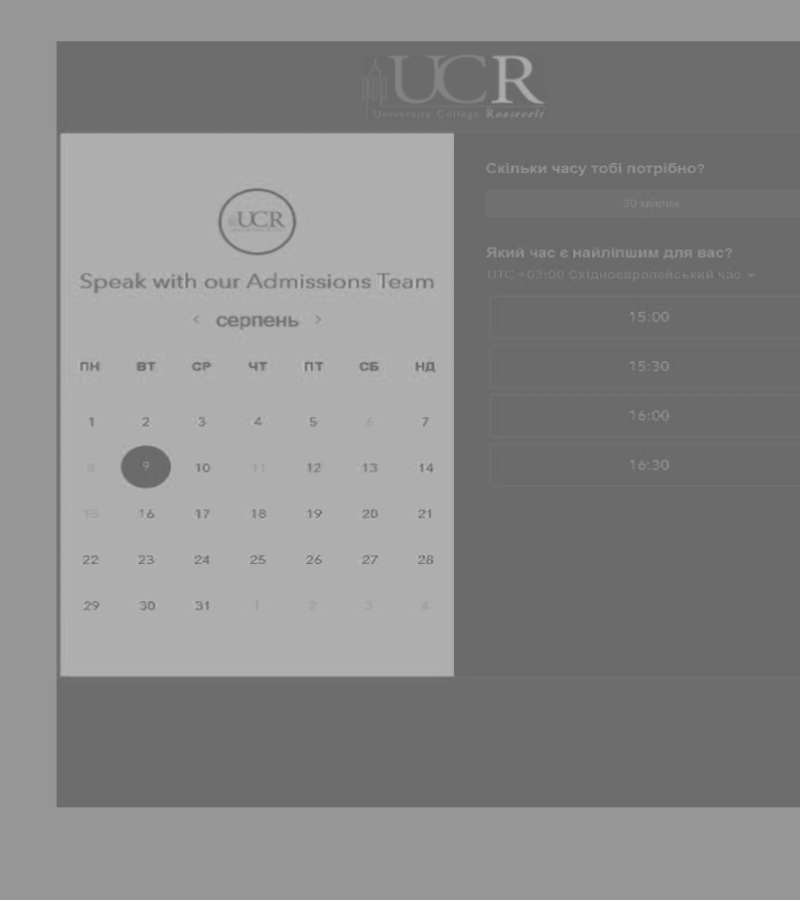 UCR
University College Roosevelt
UCR
Speak with our Admissions Team
< серпень >
ПН ВТ СР ЧТ ПТ СБ НД
1 2 3 4 5 6 7
8 9 10 11 12 13 14
15 16 17 18 19 20 21
22 23 24 25 26 27 28
29 30 31 1 2 3 4
Скільки часу тобі потрібно?
30 хвилин
Який час є найліпшим для вас?
UTC +03:00 Східноєвропейський час
15:00
15:30
16:00
16:30